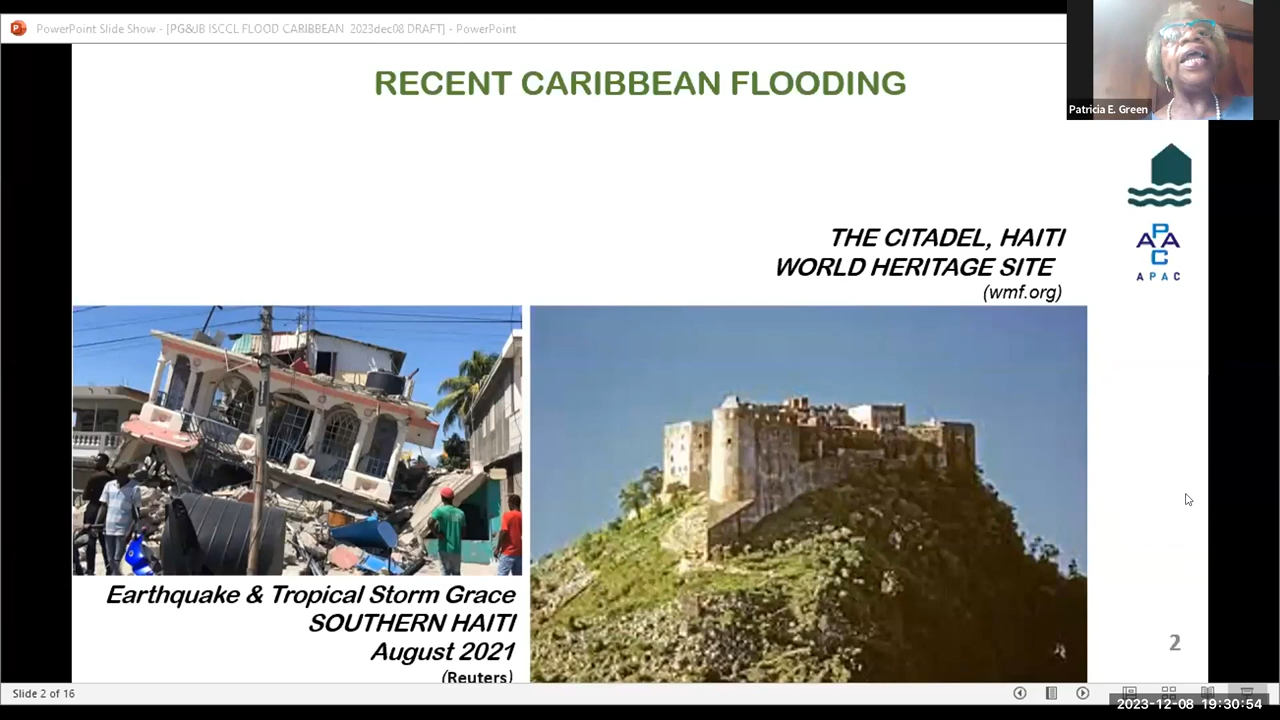 PowerPoint Slide Show - [PG&JB ISCCL FLOOD CARIBBEAN 2023dec08 DRAFT] - PowerPoint
Patricia E. Green
RECENT CARIBBEAN FLOODING
THE CITADEL, HAITI
WORLD HERITAGE SITE
(wmf.org)
APAC
A P A C
Earthquake & Tropical Storm Grace
SOUTHERN HAITI
August 2021
(Reuters)
2
Slide 2 of 16
2023-12-08 19:30:54